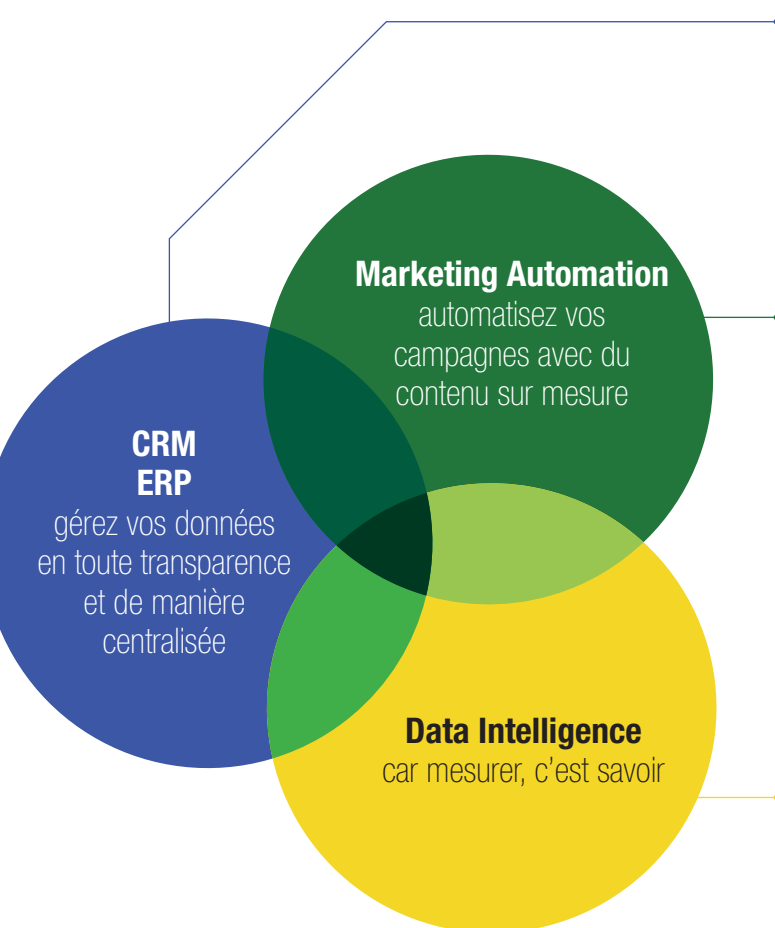 Marketing Automation
automatisez vos
campagnes avec du
contenu sur mesure
CRM
ERP
gérez vos données
en toute transparence
et de manière
centralisée
Data Intelligence
car mesurer, c’est savoir